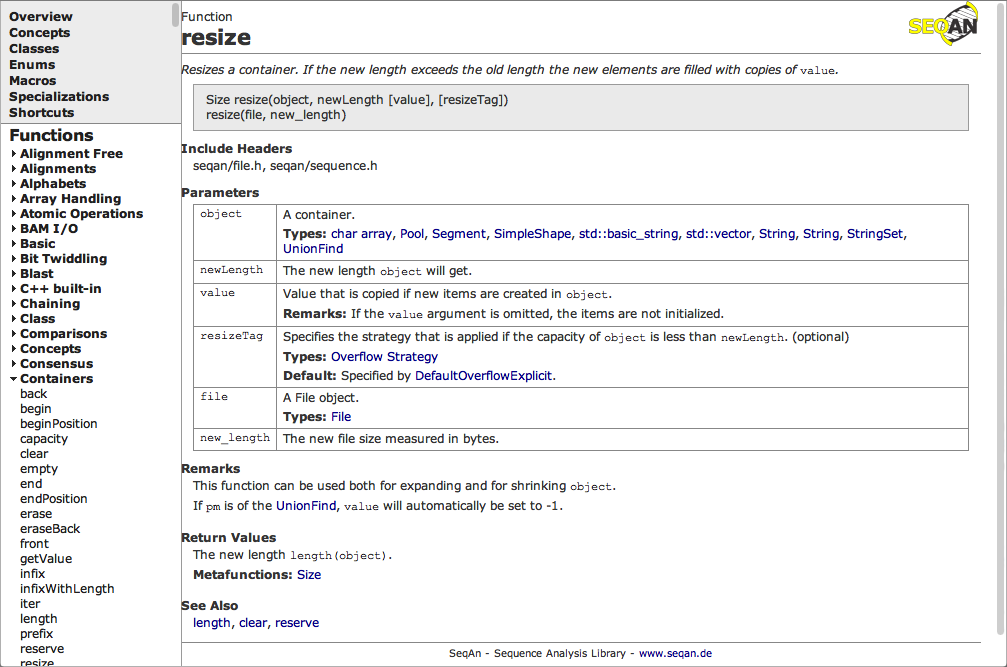 Overview
Concepts
Classes
Enums
Macros
Specializations
Shortcuts
Functions
Alignment Free
Alignments
Alphabets
Array Handling
Atomic Operations
BAM I/O
Basic
Bit Twiddling
Blast
C++ built-in
Chaining
Class
Comparisons
Concepts
Consensus
Containers
back
begin
beginPosition
capacity
clear
empty
end
endPosition
erase
eraseBack
front
getValue
infix
infixWithLength
iter
length
prefix
reserve
resize
Function
resize
SEQAN
Resizes a container. If the new length exceeds the old length the new elements are filled with copies of value.
Size resize(object, newLength [value], [resizeTag])
resize(file, new_length)
Include Headers
seqan/file.h, seqan/sequence.h
Parameters
object
A container.
Types: char array, Pool, Segment, SimpleShape, std::basic_string, std::vector, String, String, StringSet,
UnionFind
newLength
The new length object will get.
value
Value that is copied if new items are created in object.
Remarks: If the value argument is omitted, the items are not initialized.
resizeTag
Specifies the strategy that is applied if the capacity of object is less than newLength. (optional)
Types: Overflow Strategy
Default: Specified by DefaultOverflowExplicit.
file
A File object.
Types: File
new_length
The new file size measured in bytes.
Remarks
This function can be used both for expanding and for shrinking object.
If pm is of the UnionFind, value will automatically be set to -1.
Return Values
The new length length(object).
Metafunctions: Size
See Also
length, clear, reserve
SeqAn - Sequence Analysis Library - www.seqan.de